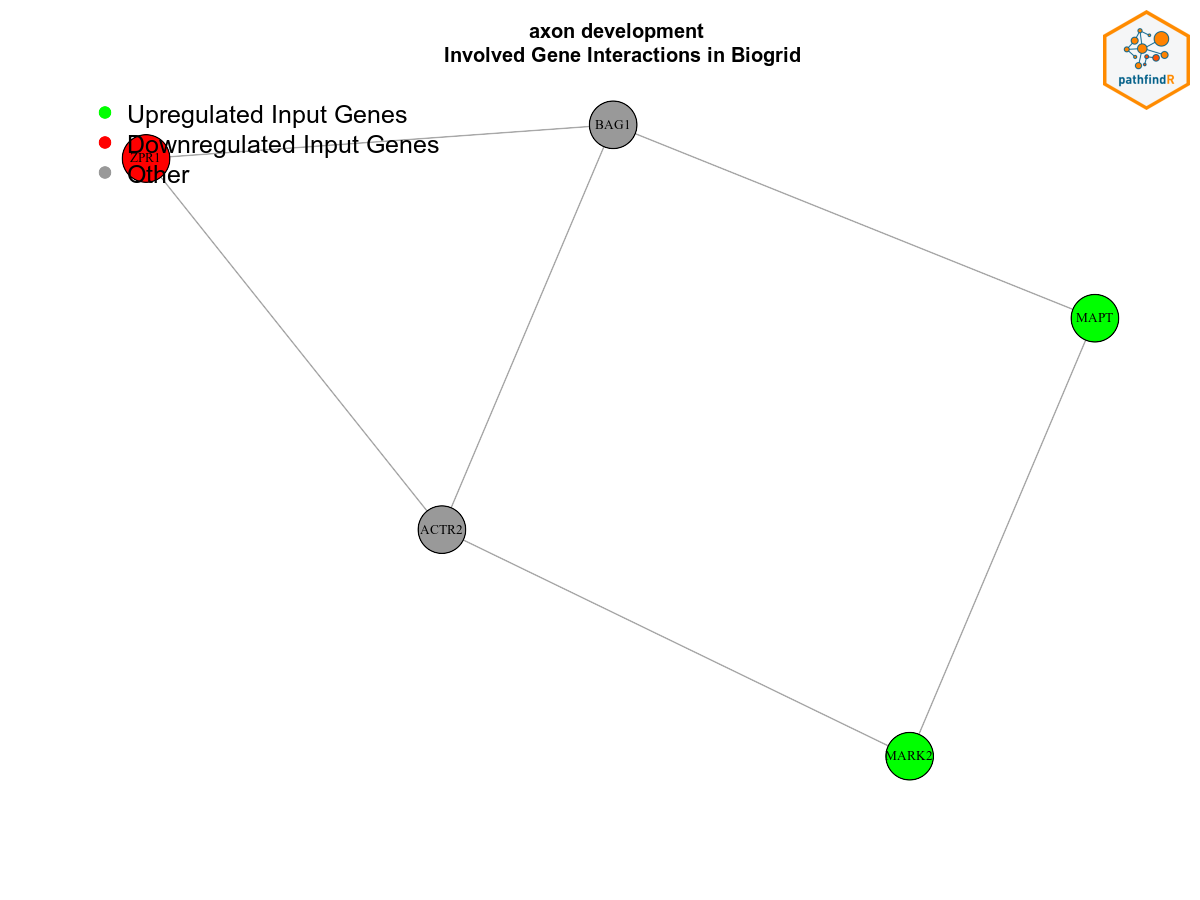 axon development
Involved Gene Interactions in Biogrid
pathfindR
Upregulated Input Genes
Downregulated Input Genes
Other
ZPR1
BAG1
MAPT
ACTR2
MARK2